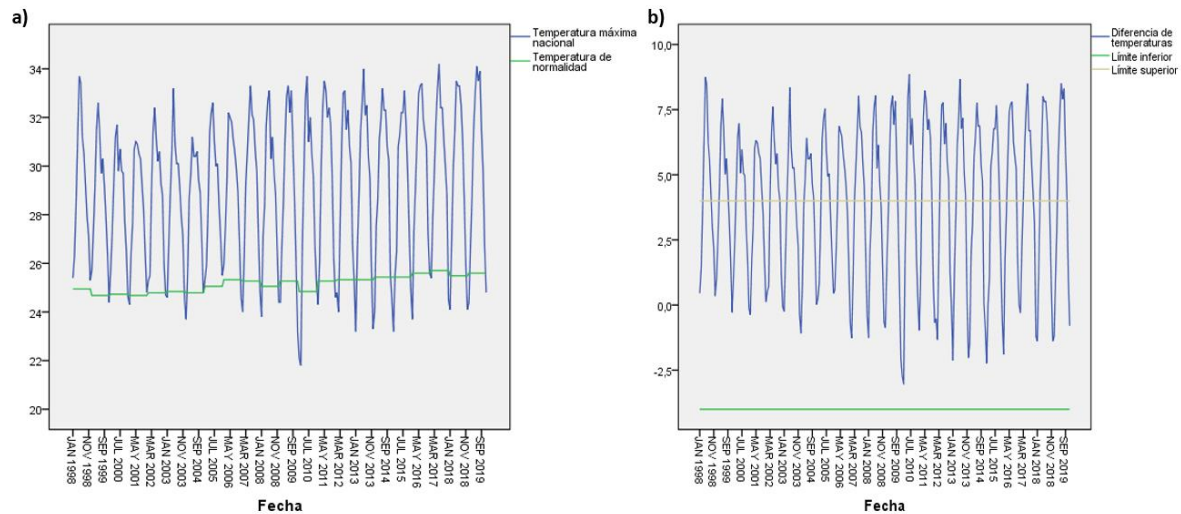 a)
Temperatura máxima
nacional
Temperatura de
normalidad
34
32
30
28
26
24
22
20
JAN 1998
NOV 1998
SEP 1999
JUL 2000
MAY 2001
MAR 2002
JAN 2003
NOV 2003
SEP 2004
JUL 2005
MAY 2006
MAR 2007
JAN 2008
NOV 2008
SEP 2009
JUL 2010
MAY 2011
MAR 2012
JAN 2013
NOV 2013
SEP 2014
JUL 2015
MAY 2016
MAR 2017
JAN 2018
NOV 2018
SEP 2019
Fecha
b)
Diferencia de
temperaturas
Límite inferior
Límite superior
10,0
7,5
5,0
2,5
0,0
-2,5
JAN 1998
NOV 1998
SEP 1999
JUL 2000
MAY 2001
MAR 2002
JAN 2003
NOV 2003
SEP 2004
JUL 2005
MAY 2006
MAR 2007
JAN 2008
NOV 2008
SEP 2009
JUL 2010
MAY 2011
MAR 2012
JAN 2013
NOV 2013
SEP 2014
JUL 2015
MAY 2016
MAR 2017
JAN 2018
NOV 2018
SEP 2019
Fecha